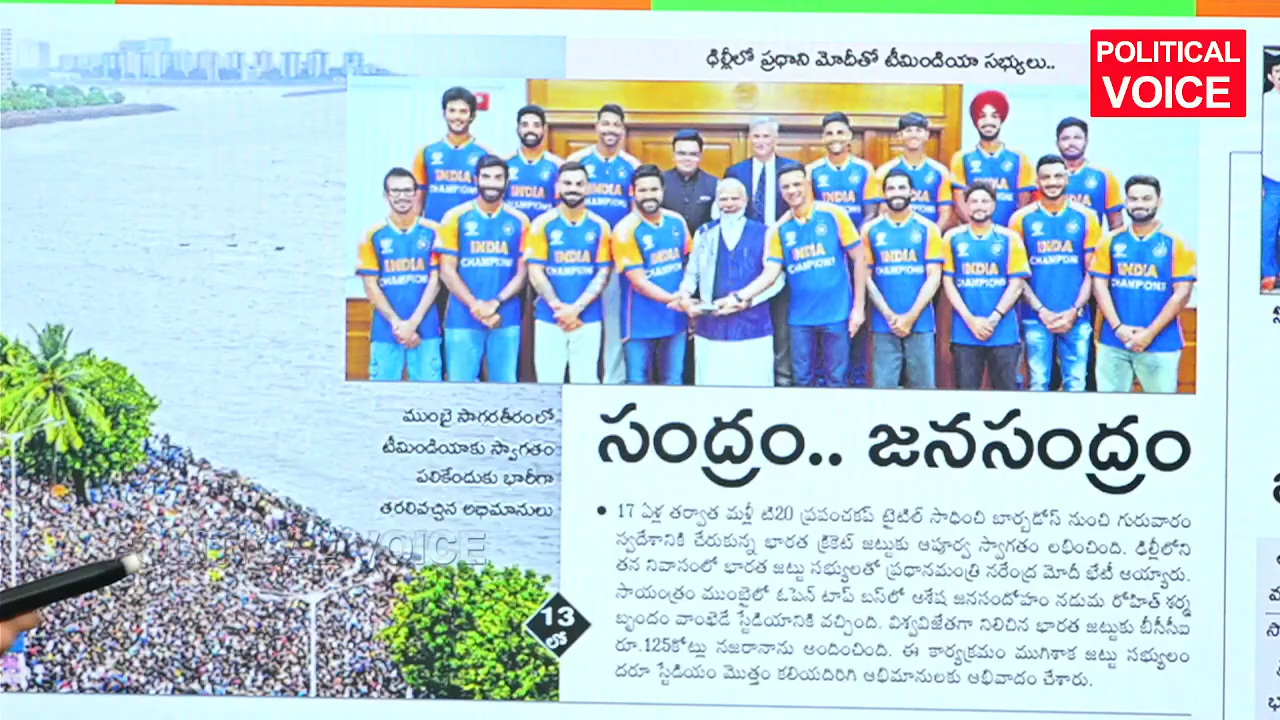 POLITICAL
VOICE
ఢిల్లీలో ప్రధాని మోదీతో టీమిండియా సభ్యులు..
INDIA
CHAMPIONS
ముంబై సాగరతీరంలో
టీమిండియాకు స్వాగతం
పలికేందుకు భారీగా
తరలివచ్చిన అభిమానులు
సంద్రం.. జనసంద్రం
● 17 ఏళ్ల తర్వాత మళ్లీ టి20 ప్రపంచకప్ టైటిల్ సాధించి బార్బడోస్ నుంచి గురువారం
స్వదేశానికి చేరుకున్న భారత క్రికెట్ జట్టుకు అపూర్వ స్వాగతం లభించింది. ఢిల్లీలోని
తన నివాసంలో భారత జట్టు సభ్యులతో ప్రధానమంత్రి నరేంద్ర మోదీ భేటీ అయ్యారు.
సాయంత్రం ముంబైలో ఓపెన్ టాప్ బస్‌లో అశేష జనసందోహం నడుమ రోహిత్ శర్మ
బృందం వాంఖెడే స్టేడియానికి వచ్చింది. విశ్వవిజేతగా నిలిచిన భారత జట్టుకు బీసీసీఐ
రూ.125కోట్లు నజరానాను అందించింది. ఈ కార్యక్రమం ముగిశాక జట్టు సభ్యులం
దరూ స్టేడియం మొత్తం కలియదిరిగి అభిమానులకు అభివాదం చేశారు.
13
లో